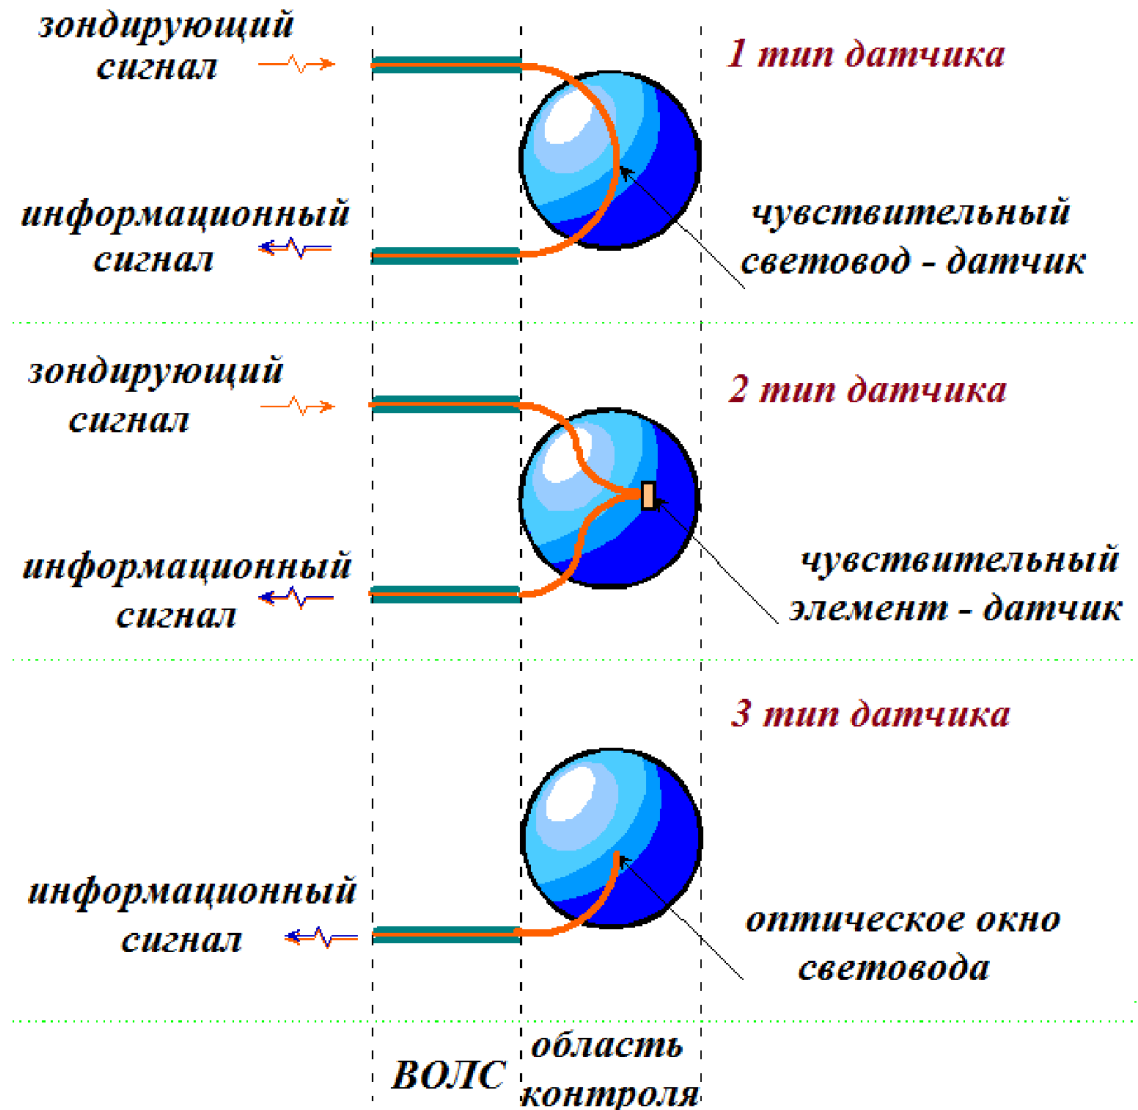 зондирующий
сигнал
1 тип датчика
информационный
сигнал
чувствительный
световод - датчик
зондирующий
сигнал
2 тип датчика
информационный
сигнал
чувствительный
элемент - датчик
3 тип датчика
информационный
сигнал
оптическое окно
световода
ВОЛС
область
контроля